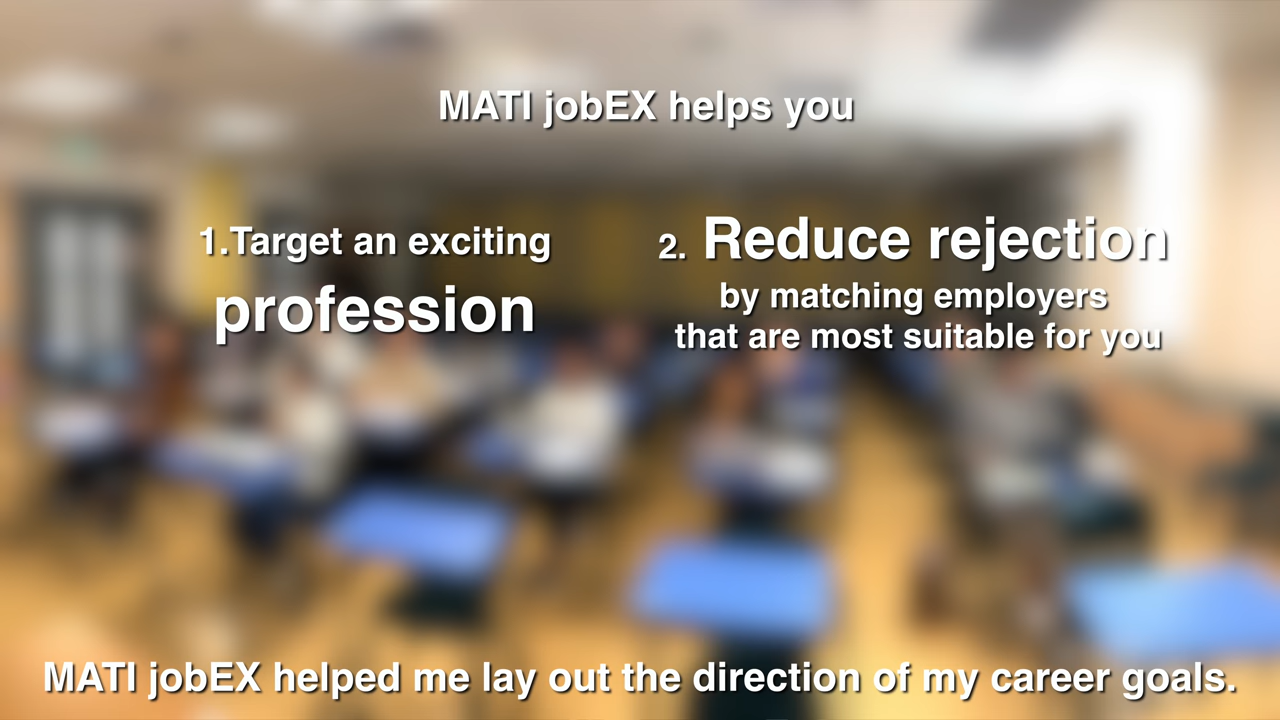 MATI jobEX helps you
1.Target an exciting
profession
2. Reduce rejection
by matching employers
that are most suitable for you
MATI jobEX helped me lay out the direction of my career goals.